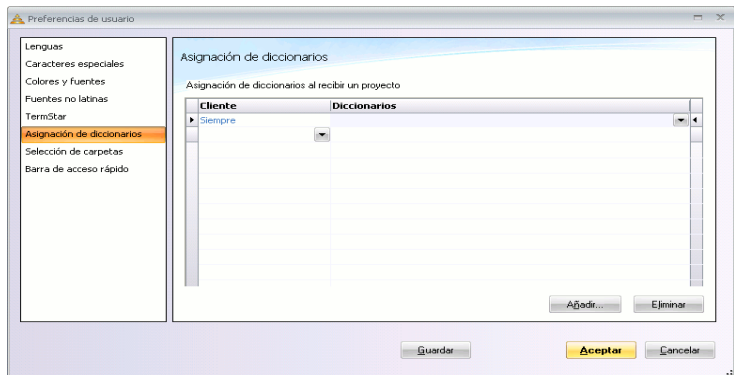 Preferencias de usuario
Lenguas
Caracteres especiales
Colores y fuentes
Fuentes no latinas
TermStar
Asignación de diccionarios
Selección de carpetas
Barra de acceso rápido
Asignación de diccionarios
Asignación de diccionarios al recibir un proyecto
Cliente Diccionarios
Siempre
Añadir... Eliminar
Guardar Aceptar Cancelar